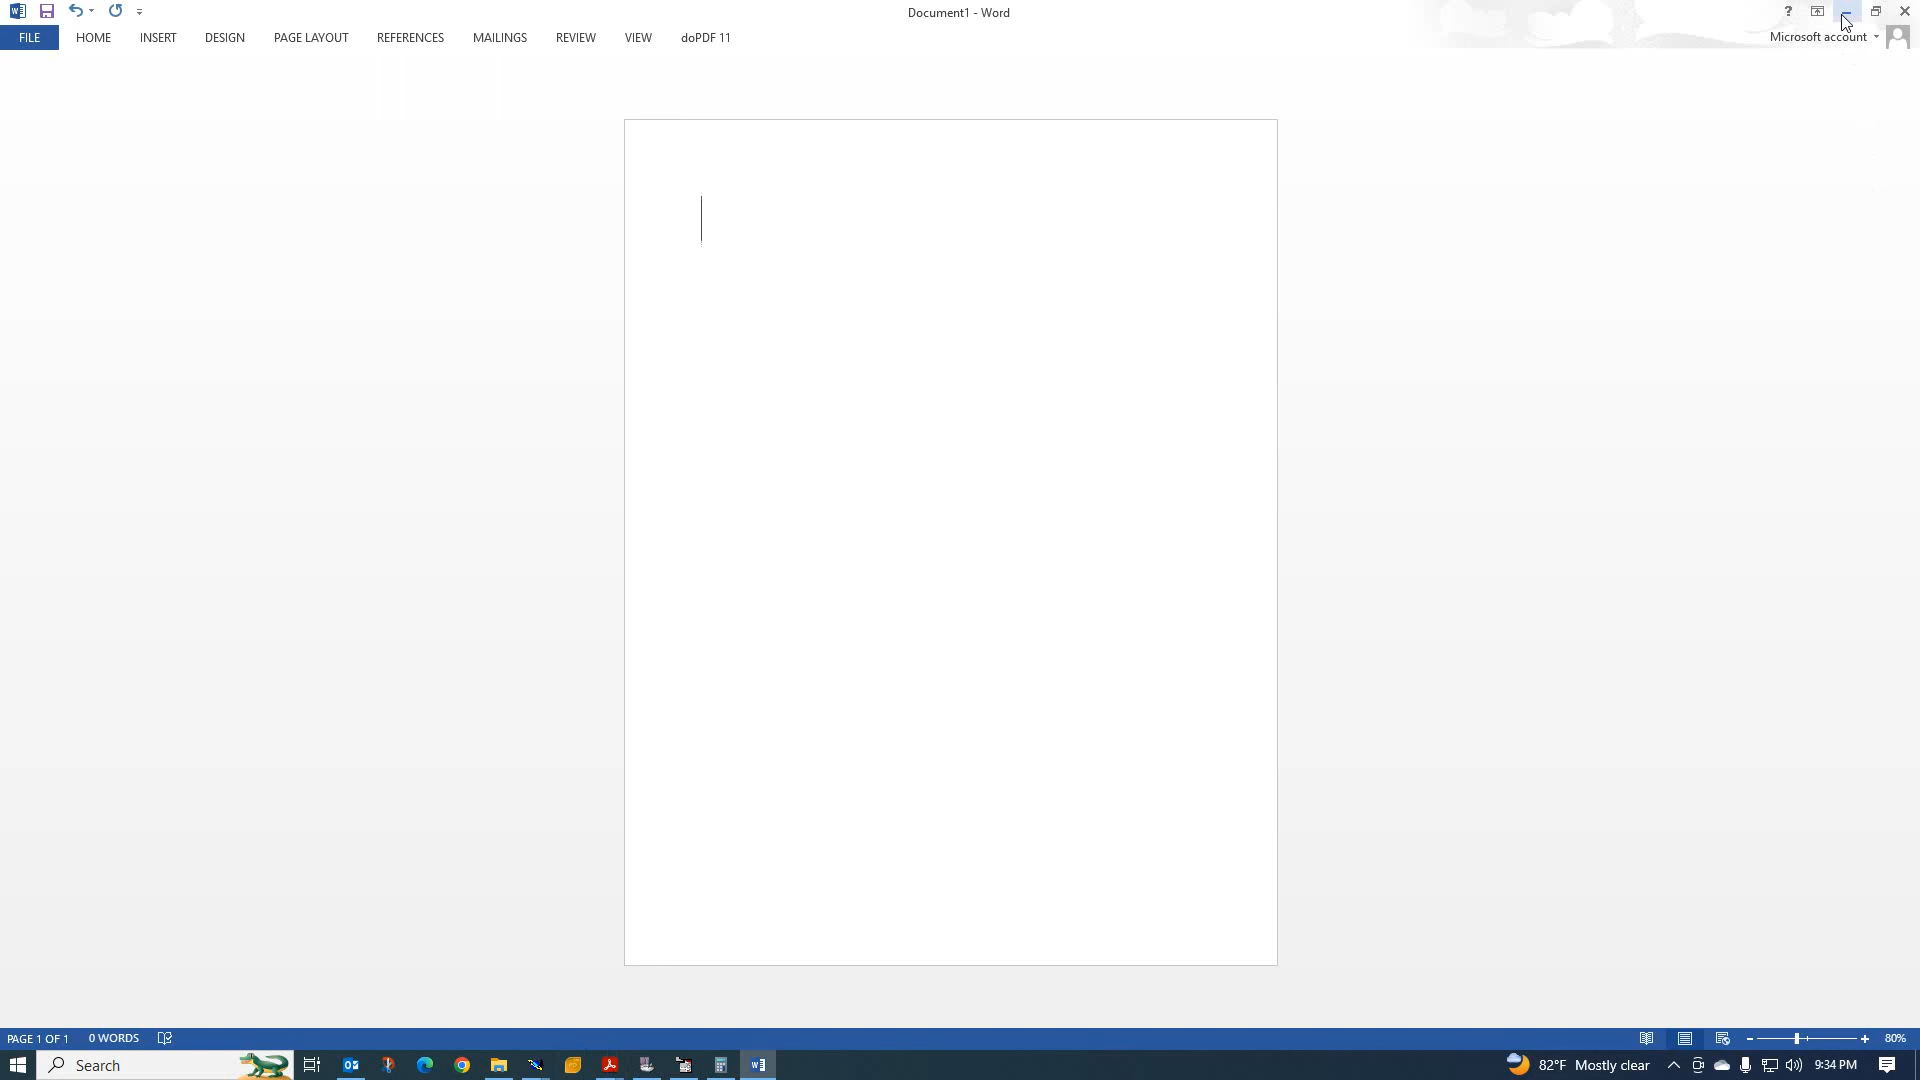 Document1 - Word
?
FILE HOME INSERT DESIGN PAGE LAYOUT REFERENCES MAILINGS REVIEW VIEW doPDF 11
Microsoft account
PAGE 1 OF 1 0 WORDS
80%
Search
82°F Mostly clear
9:34 PM